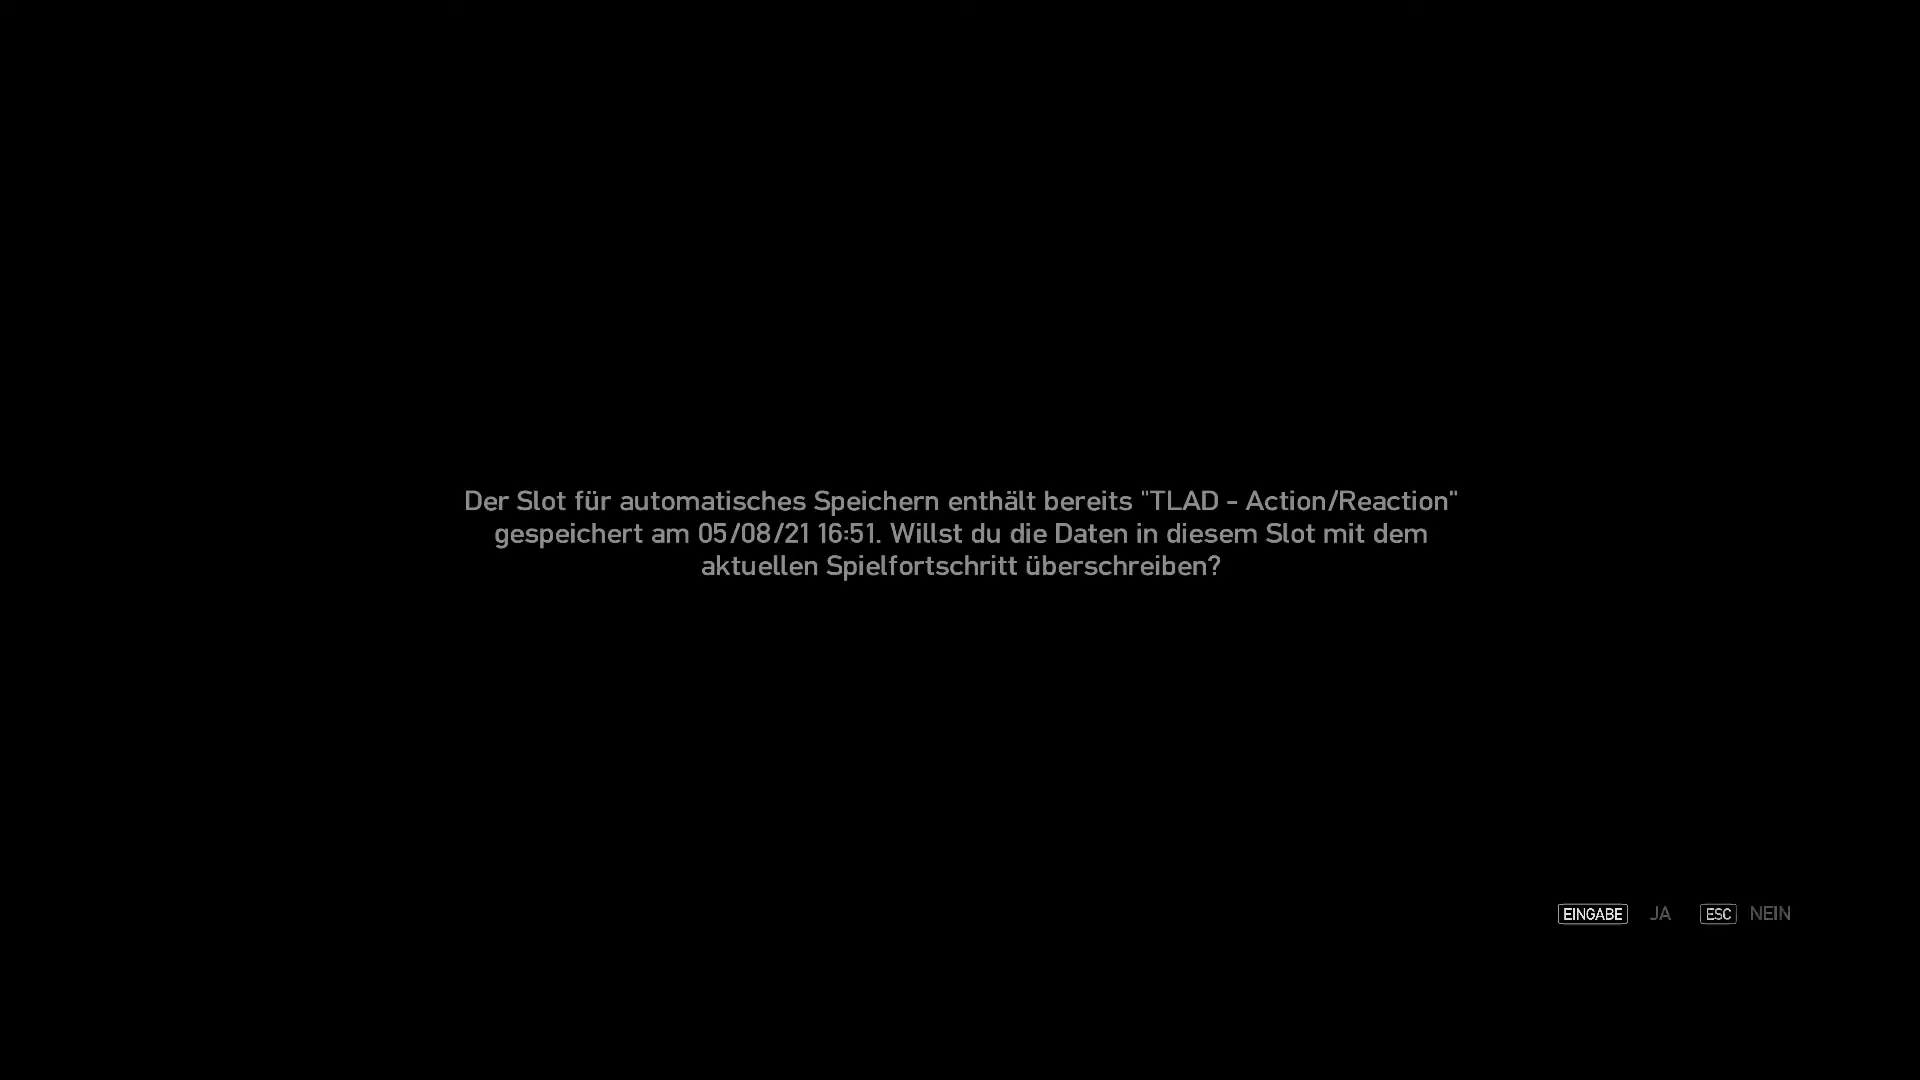 Der Slot für automatisches Speichern enthält bereits "TLAD - Action/Reaction"
gespeichert am 05/08/21 16:51. Willst du die Daten in diesem Slot mit dem
aktuellen Spielfortschritt überschreiben?
EINGABE JA ESC NEIN